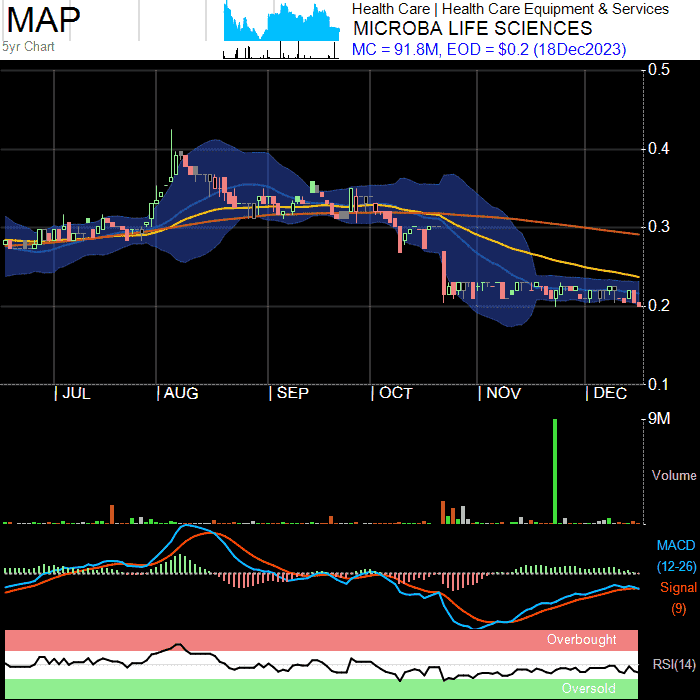 MAP
5yr Chart
Health Care | Health Care Equipment & Services
MICROBA LIFE SCIENCES
MC = 91.8M, EOD = $0.2 (18Dec2023)
0.5
0.4
0.3
0.2
0.1
| JUL | AUG | SEP | OCT | NOV | DEC
9M
Volume
MACD
(12-26)
Signal
(9)
Overbought
RSI(14)
Oversold